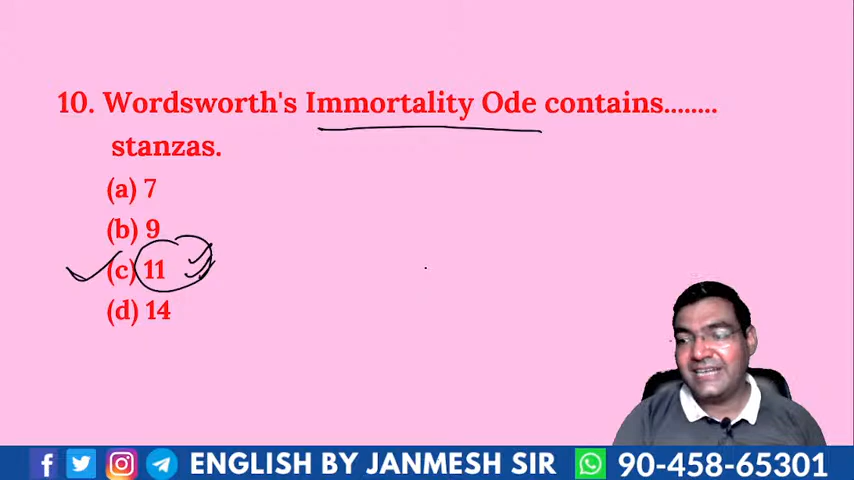 10. Wordsworth's Immortality Ode contains........
stanzas.
(a) 7
(b) 9
(c) 11
(d) 14
ENGLISH BY JANMESH SIR 90-458-65301